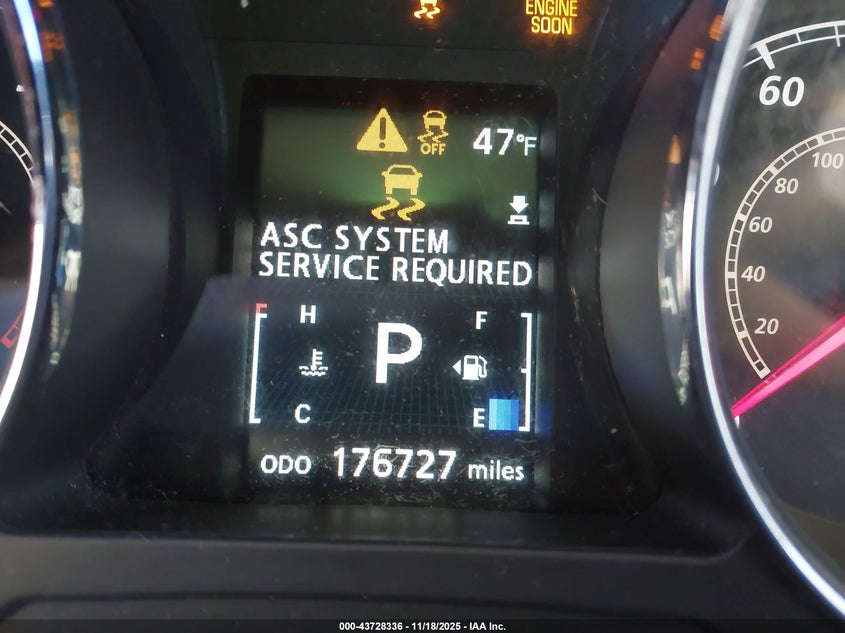 ENGINE
SOON
OFF
47°F
ASC SYSTEM
SERVICE REQUIRED
H
F
P
C
E
ODO 176727 miles
60
100
80
60
40
20
000-43728336 - 11/18/2025 - IAA Inc.